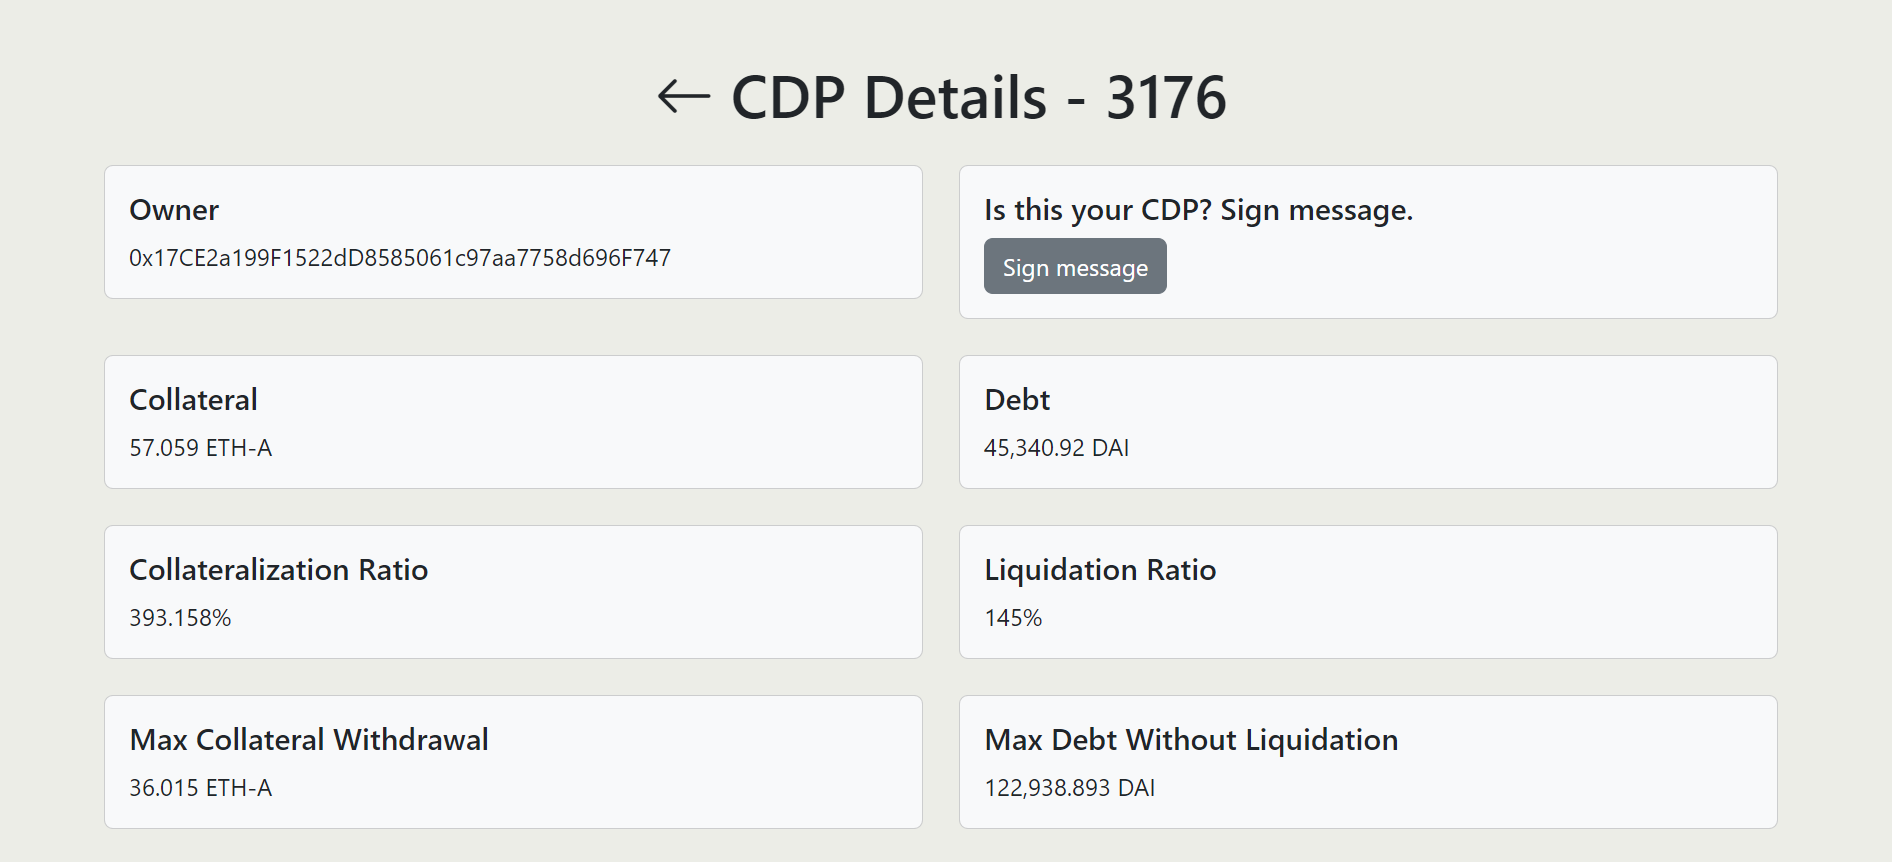 ← CDP Details - 3176
Owner
0x17CE2a199F1522dD8585061c97aa7758d696F747
Is this your CDP? Sign message.
Sign message
Collateral
57.059 ETH-A
Debt
45,340.92 DAI
Collateralization Ratio
393.158%
Liquidation Ratio
145%
Max Collateral Withdrawal
36.015 ETH-A
Max Debt Without Liquidation
122,938.893 DAI